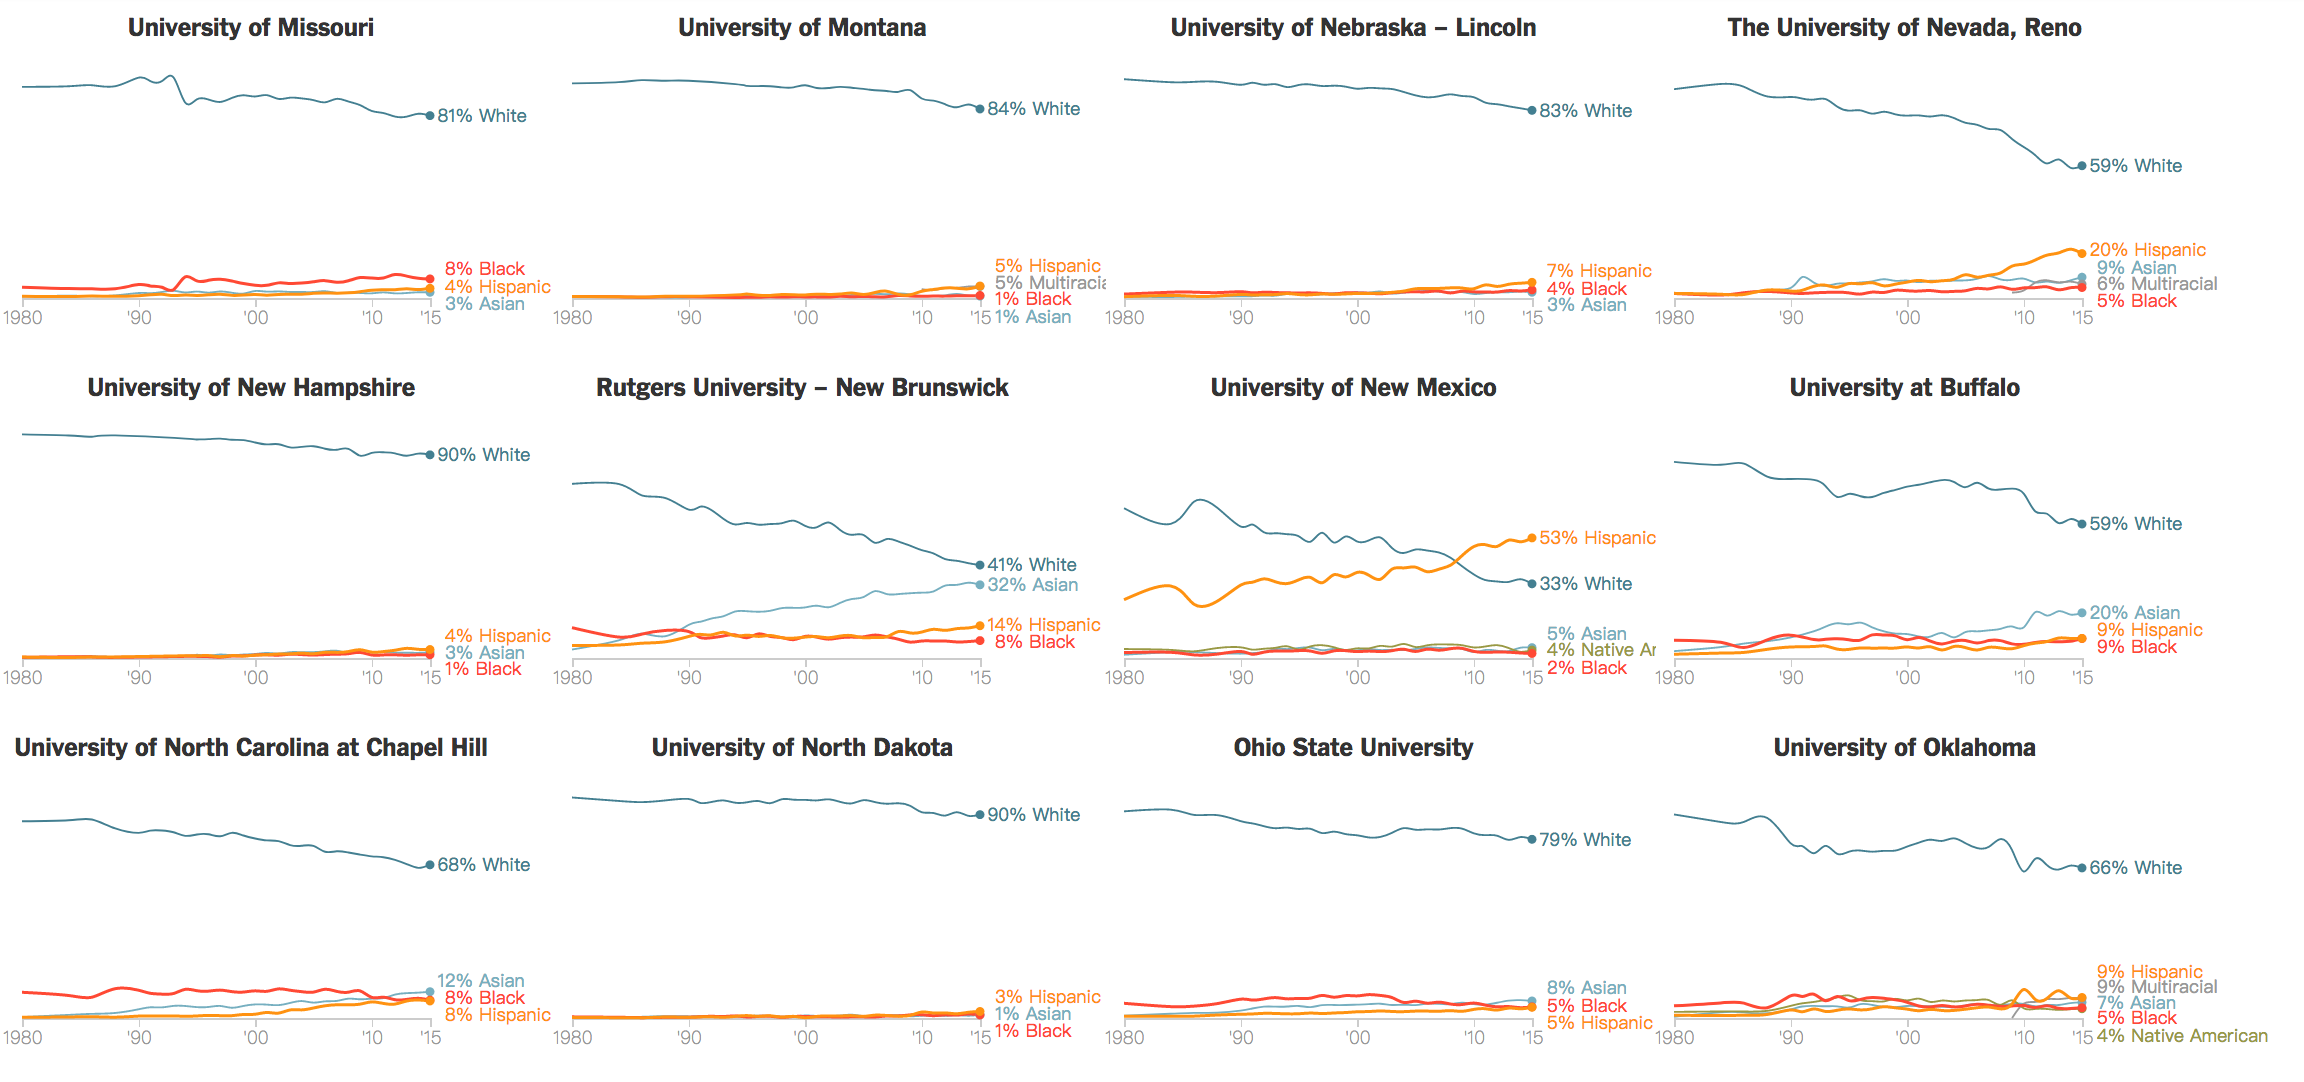 University of Missouri
81% White
8% Black
4% Hispanic
3% Asian
1980 '90 '00 '10 '15
University of Montana
84% White
5% Hispanic
5% Multiracia
1% Black
1% Asian
1980 '90 '00 '10 '15
University of Nebraska – Lincoln
83% White
7% Hispanic
4% Black
3% Asian
1980 '90 '00 '10 '15
The University of Nevada, Reno
59% White
20% Hispanic
9% Asian
6% Multiracial
5% Black
1980 '90 '00 '10 '15
University of New Hampshire
90% White
4% Hispanic
3% Asian
1% Black
1980 '90 '00 '10 '15
Rutgers University – New Brunswick
41% White
32% Asian
14% Hispanic
8% Black
1980 '90 '00 '10 '15
University of New Mexico
53% Hispanic
33% White
5% Asian
4% Native Ar
2% Black
1980 '90 '00 '10 '15
University at Buffalo
59% White
20% Asian
9% Hispanic
9% Black
1980 '90 '00 '10 '15
University of North Carolina at Chapel Hill
68% White
12% Asian
8% Black
8% Hispanic
1980 '90 '00 '10 '15
University of North Dakota
90% White
3% Hispanic
1% Asian
1% Black
1980 '90 '00 '10 '15
Ohio State University
79% White
8% Asian
5% Black
5% Hispanic
1980 '90 '00 '10 '15
University of Oklahoma
66% White
9% Hispanic
9% Multiracial
7% Asian
5% Black
4% Native American
1980 '90 '00 '10 '15